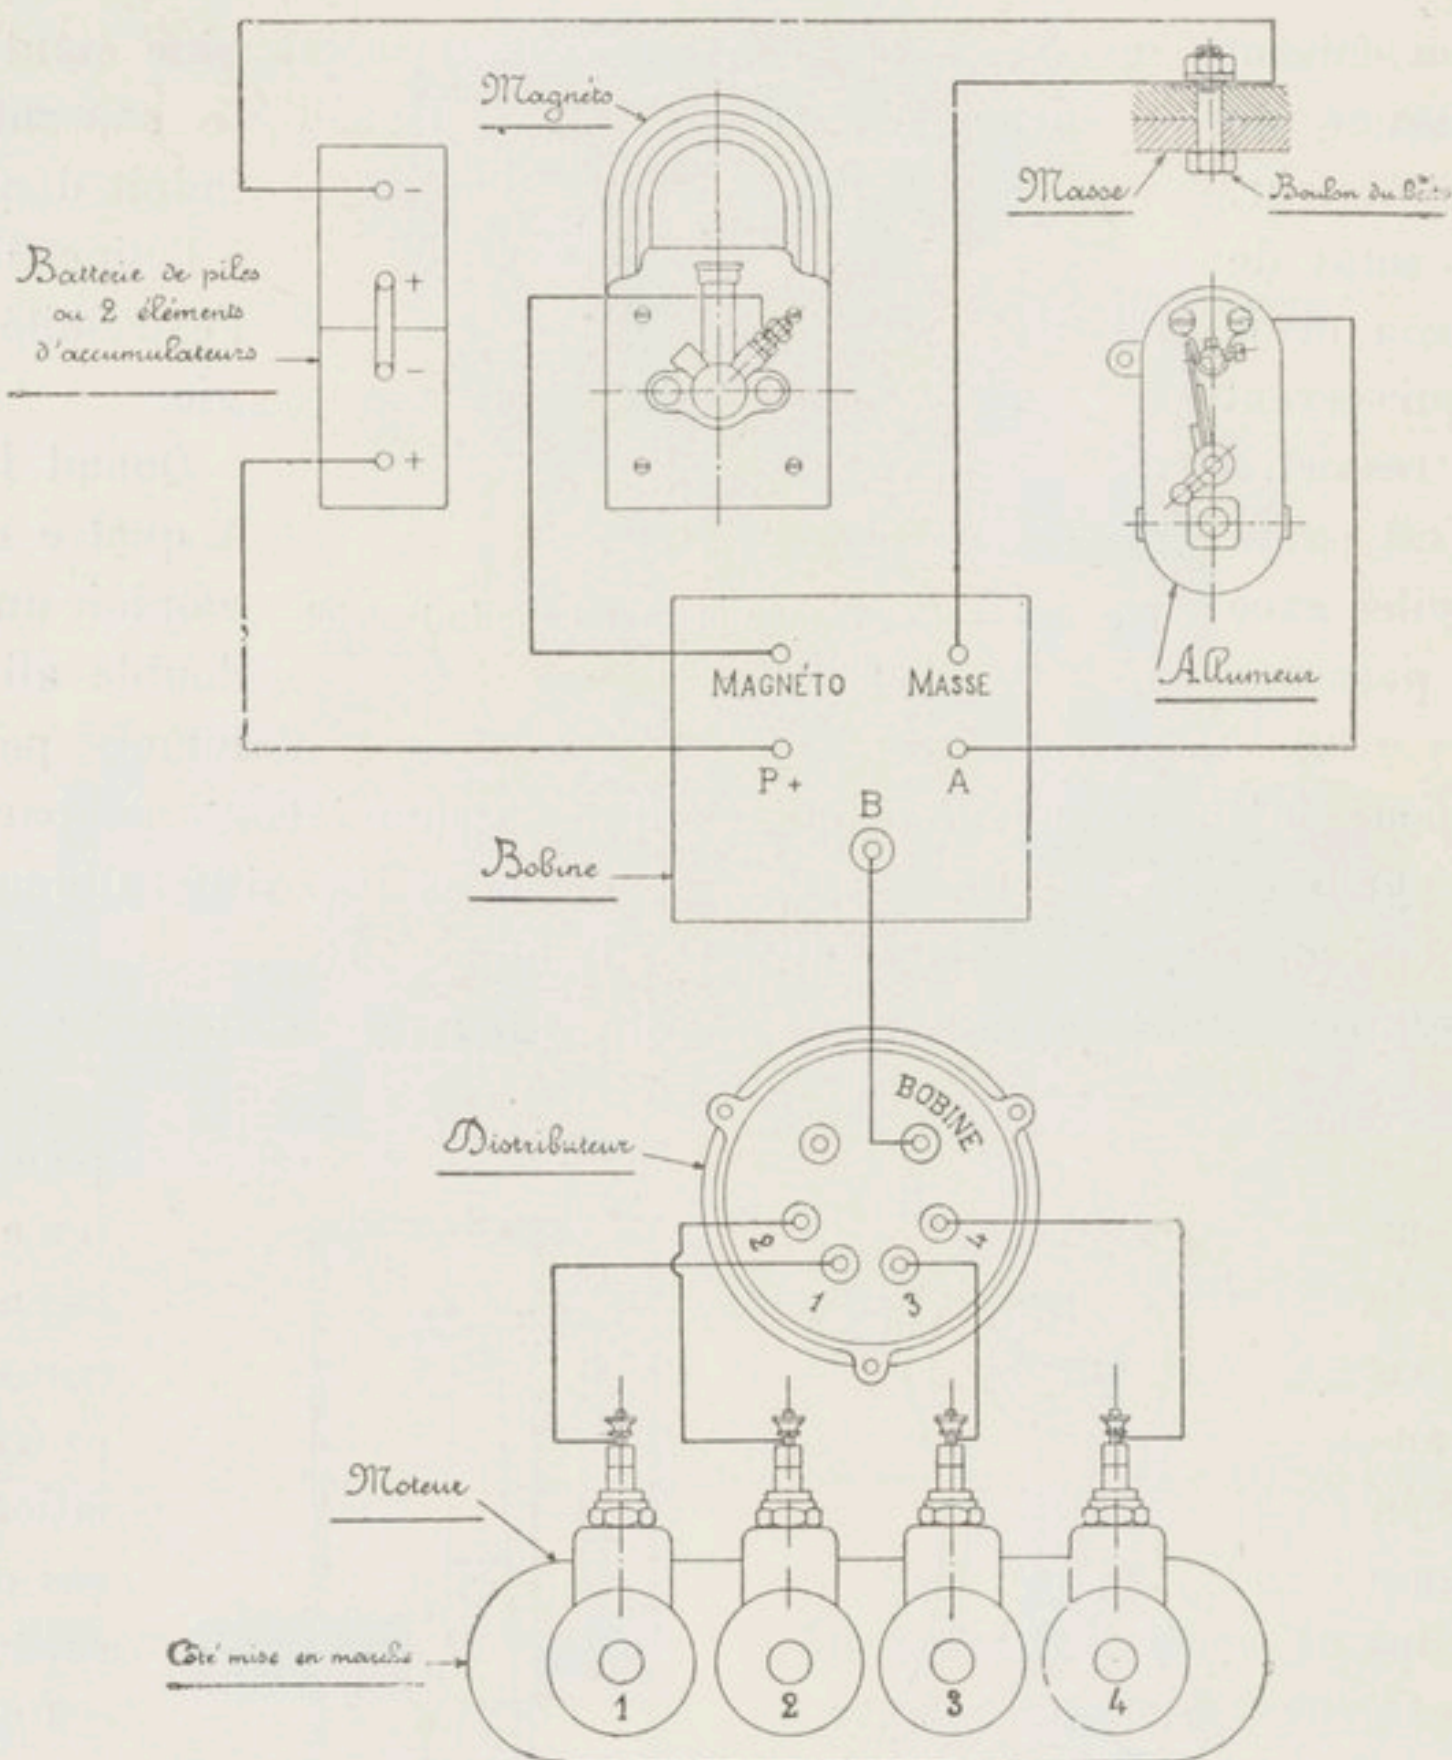 Magnéto
-
Masse
Boulon du
Batterie de piles
ou 2 éléments
d'accumulateurs
+
-
+
MAGNÉTO
MASSE
Allumeur
P +
A
B
Bobine
BOBINE
Distributeur
2
4
1
3
Moteur
Côté mise en marche
1
2
3
4